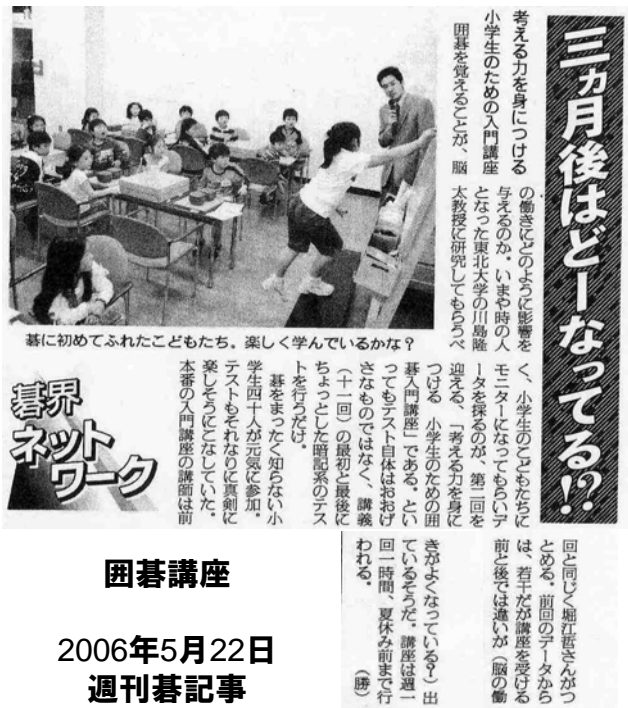 三ヵ月後はどーなってる!?
考える力を身につける
小学生のための入門講座
囲碁を覚えることが、脳
の働きにどのように影響を
与えるのか。いまや時の人
となった東北大学の川島隆
太教授に研究してもらうべ
く、小学生のこどもたちに
モニターになってもらいデ
ータを探るのが、第二回を
迎える、「考える力を身に
つける 小学生のための囲
碁入門講座」である。とい
ってもテスト自体はおおげ
さなものではなく、講義
(十一回)の最初と最後に
ちょっとした暗記系のテス
トを行うだけ。
碁をまったく知らない小
学生四十人が元気に参加。
テストもそれなりに真剣に
楽しそうにこなしていた。
本番の入門講座の講師は前
回と同じく堀江哲さんがつ
とめる。前回のデータから
は、若干だが講座を受ける
前と後では違いが(脳の働
きがよくなっている?)出
ているそうだ。講座は週一
回一時間、夏休み前まで行
われる。 (勝)
碁に初めてふれたこどもたち。楽しく学んでいるかな?
碁界
ネット
ワーク
囲碁講座
2006年5月22日
週刊碁記事